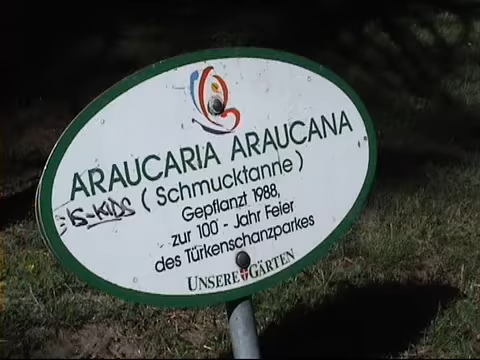 ARAUCARIA ARAUCANA
(Schmucktanne)
IS-KIDS
Gepflanzt 1988,
zur 100 - Jahr Feier
des Türkenschanzparkes
UNSERE GÄRTEN